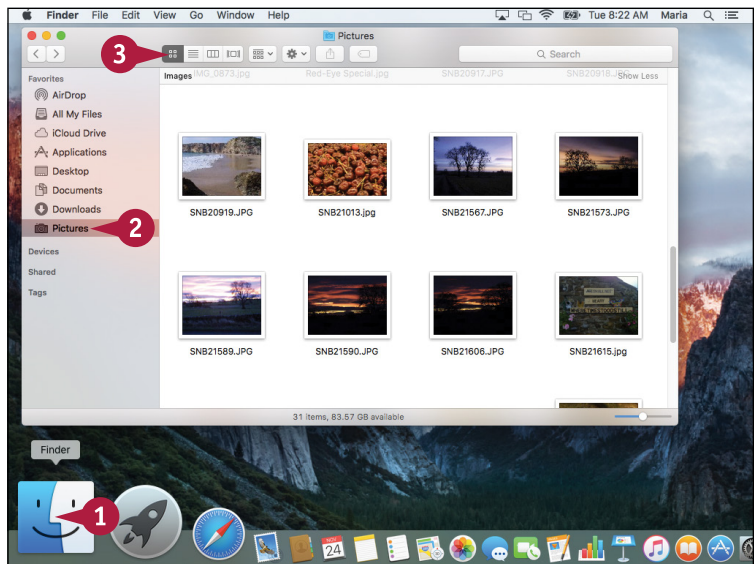 Finder File Edit View Go Window Help Tue 8:22 AM Maria
Pictures
3
Search
Favorites
AirDrop
All My Files
iCloud Drive
Applications
Desktop
Documents
Downloads
Pictures
2
Devices
Shared
Tags
Images IMG_0873.jpg Red-Eye Special.jpg SNB20917.JPG SNB20918.JPG Show Less
SNB20919.JPG SNB21013.jpg SNB21567.JPG SNB21573.JPG
SNB21589.JPG SNB21590.JPG SNB21606.JPG SNB21615.jpg
31 items, 83.57 GB available
Finder
1
NOV
24